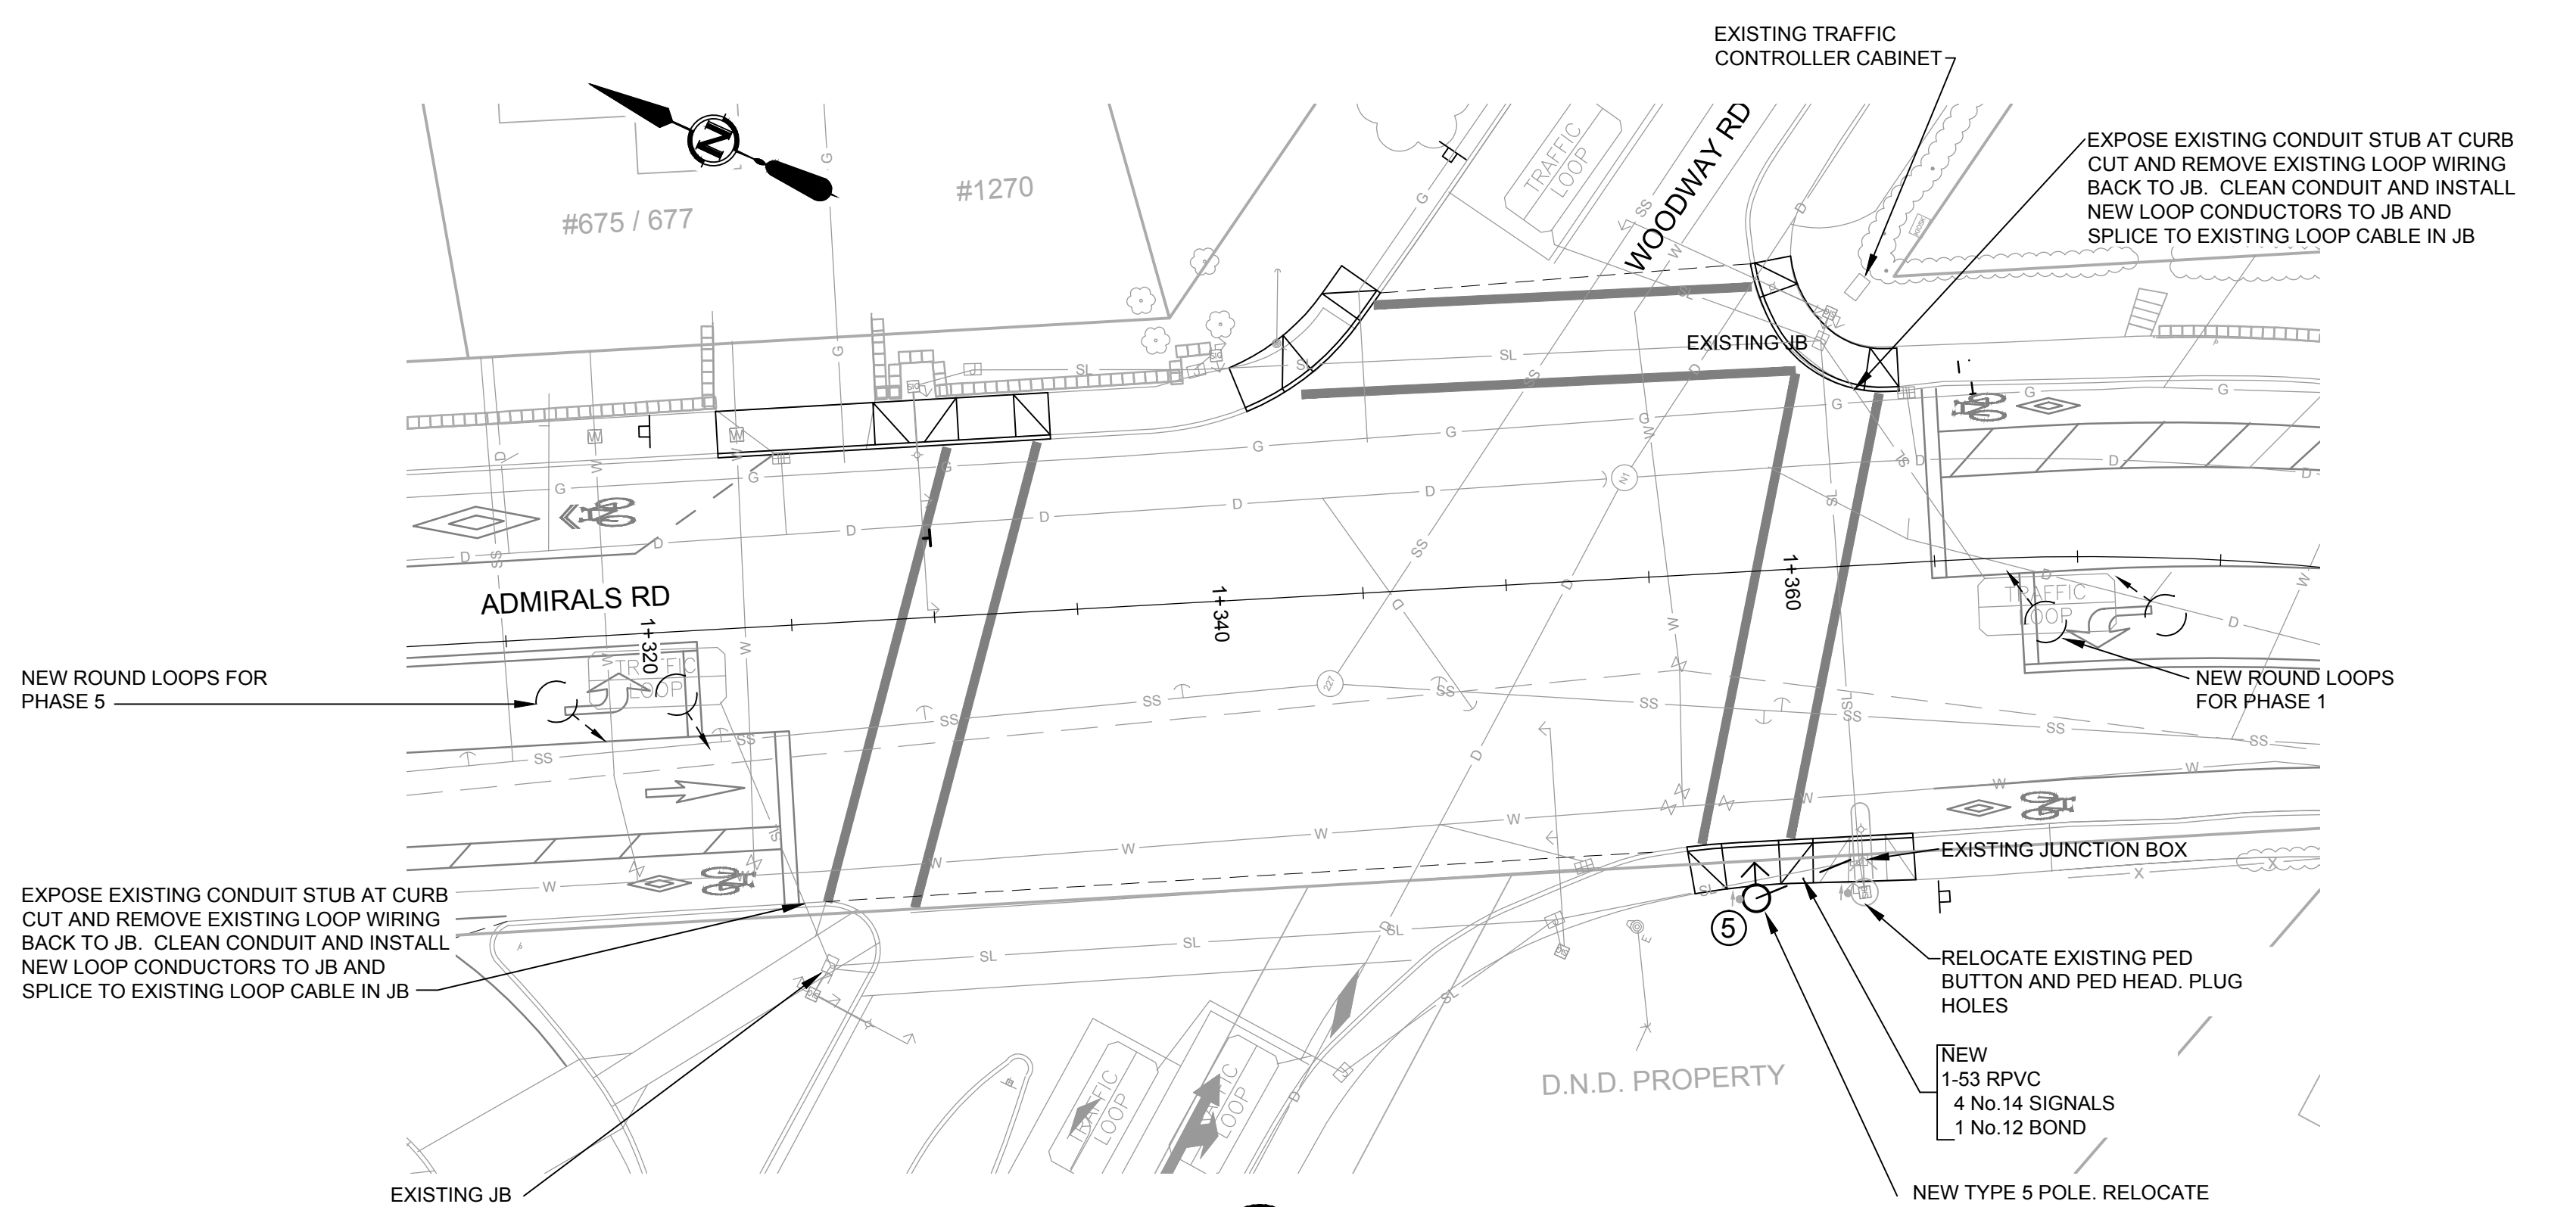 EXISTING TRAFFIC
CONTROLLER CABINET
EXPOSE EXISTING CONDUIT STUB AT CURB
CUT AND REMOVE EXISTING LOOP WIRING
BACK TO JB. CLEAN CONDUIT AND INSTALL
NEW LOOP CONDUCTORS TO JB AND
SPLICE TO EXISTING LOOP CABLE IN JB
N
#675 / 677
#1270
TRAFFIC
LOOP
WOODWAY RD
EXISTING JB
ADMIRALS RD
1+320
1+340
1+360
TRAFFIC
LOOP
TRAFFIC
LOOP
NEW ROUND LOOPS FOR
PHASE 5
NEW ROUND LOOPS
FOR PHASE 1
N1
227
EXPOSE EXISTING CONDUIT STUB AT CURB
CUT AND REMOVE EXISTING LOOP WIRING
BACK TO JB. CLEAN CONDUIT AND INSTALL
NEW LOOP CONDUCTORS TO JB AND
SPLICE TO EXISTING LOOP CABLE IN JB
EXISTING JUNCTION BOX
5
RELOCATE EXISTING PED
BUTTON AND PED HEAD. PLUG
HOLES
D.N.D. PROPERTY
TRAFFIC
LOOP
TRAFFIC
LOOP
NEW
1-53 RPVC
4 No.14 SIGNALS
1 No.12 BOND
EXISTING JB
NEW TYPE 5 POLE. RELOCATE